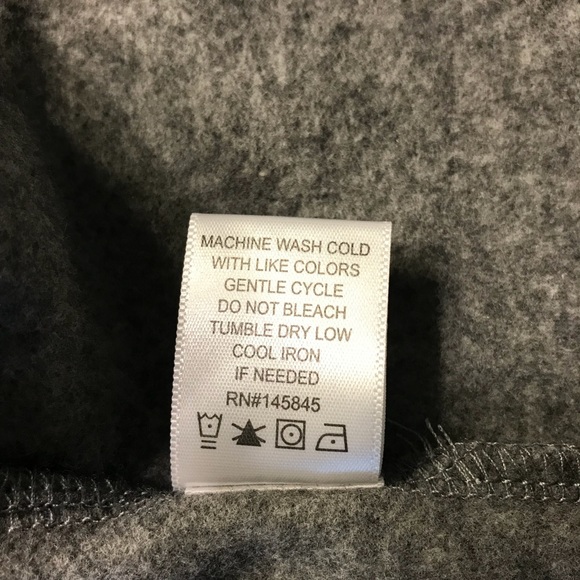 MACHINE WASH COLD
WITH LIKE COLORS
GENTLE CYCLE
DO NOT BLEACH
TUMBLE DRY LOW
COOL IRON
IF NEEDED
RN#145845